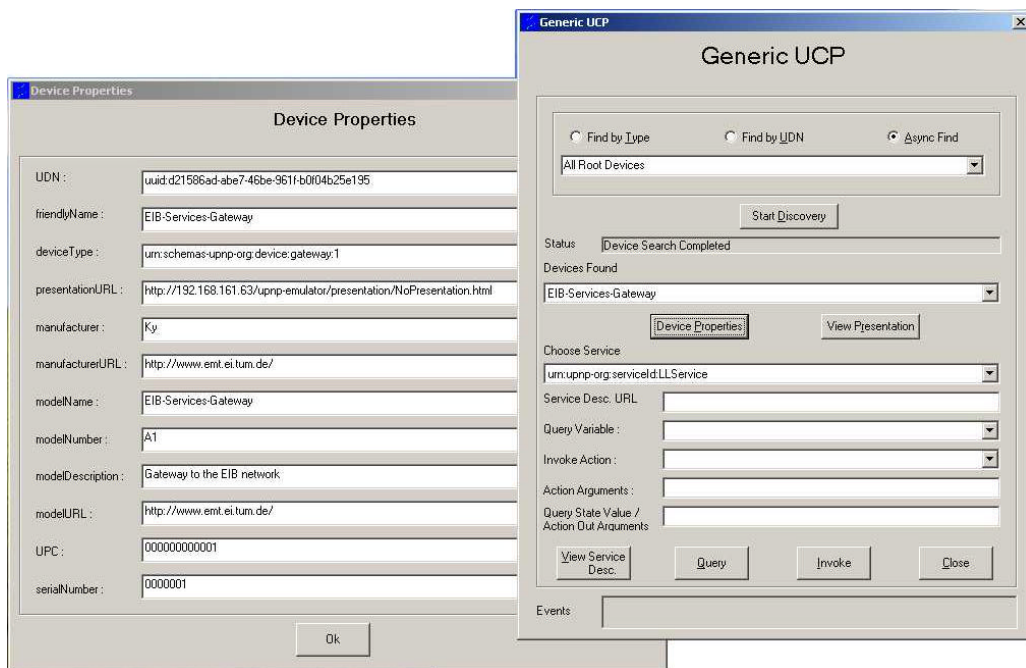 Device Properties
Device Properties
UDN :
uuid:d21586ad-abe7-46be-961f-b0f04b25e195
friendlyName :
EIB-Services-Gateway
deviceType :
urn:schemas-upnp-org:device:gateway:1
presentationURL :
http://192.168.161.63/upnp-emulator/presentation/NoPresentation.html
manufacturer :
Ky
manufacturerURL :
http://www.emt.ei.tum.de/
modelName :
EIB-Services-Gateway
modelNumber :
A1
modelDescription :
Gateway to the EIB network
modelURL :
http://www.emt.ei.tum.de/
UPC :
000000000001
serialNumber :
0000001
Ok
Generic UCP
Generic UCP
Find by Type
Find by UDN
Async Find
All Root Devices
Start Discovery
Status
Device Search Completed
Devices Found
EIB-Services-Gateway
Device Properties
View Presentation
Choose Service
urn:upnp-org:serviceId:LLService
Service Desc. URL
Query Variable :
Invoke Action :
Action Arguments :
Query State Value /
Action Out Arguments
View Service
Desc.
Query
Invoke
Close
Events